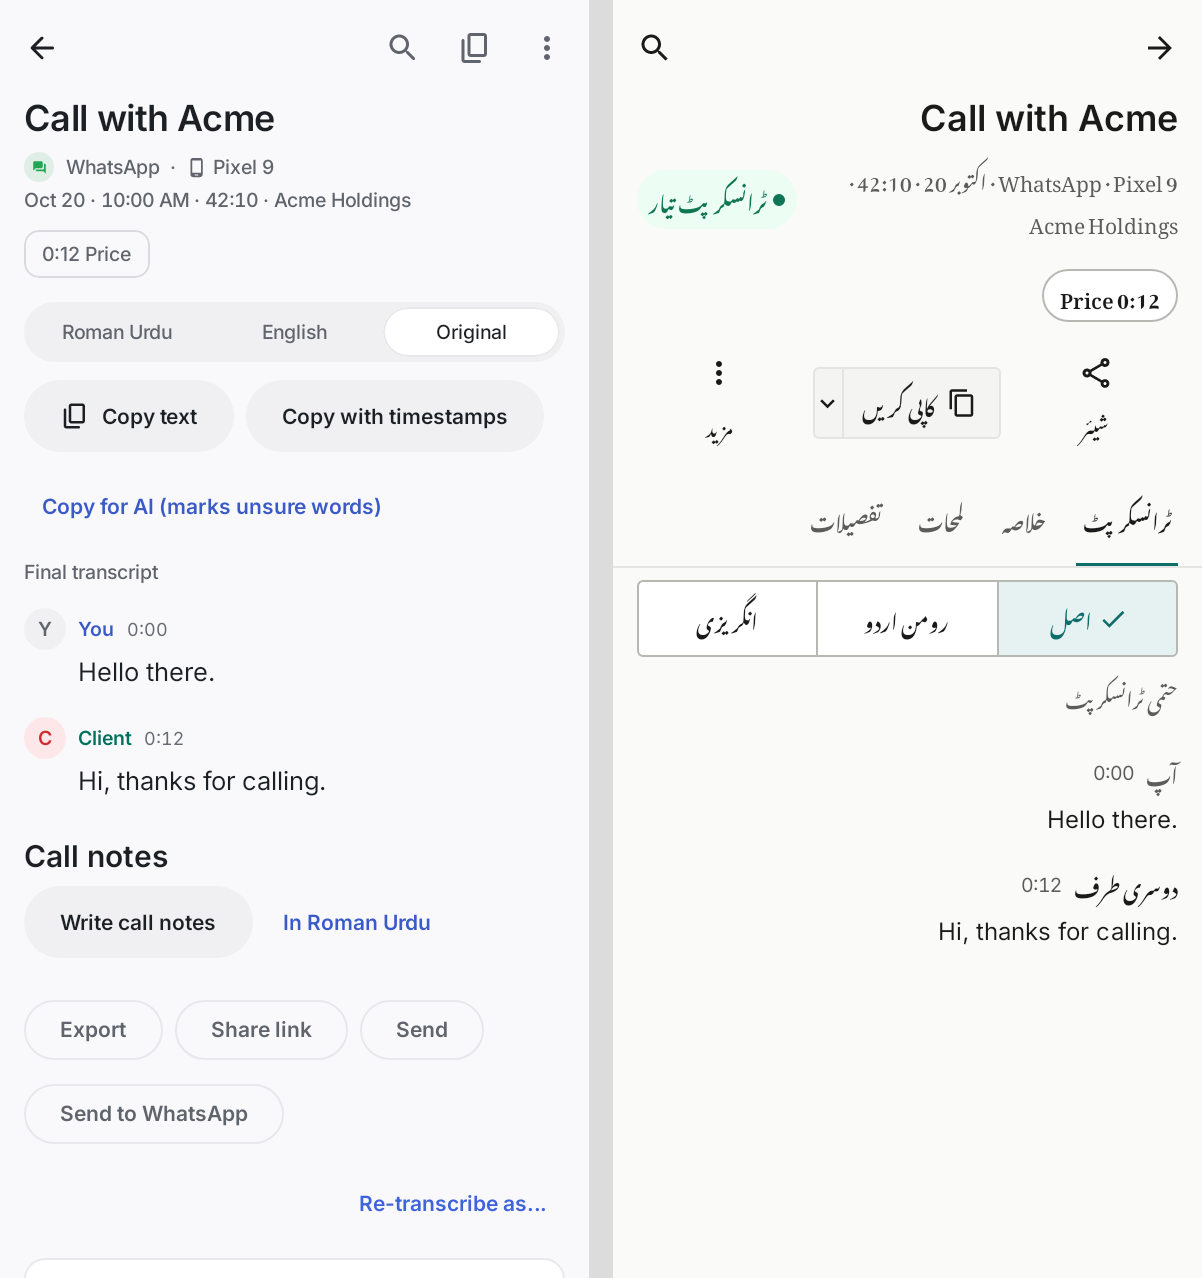 Call with Acme
WhatsApp · Pixel 9
Oct 20 · 10:00 AM · 42:10 · Acme Holdings
0:12 Price
Roman Urdu English Original
Copy text Copy with timestamps
Copy for AI (marks unsure words)
Final transcript
Y You 0:00
Hello there.
C Client 0:12
Hi, thanks for calling.
Call notes
Write call notes In Roman Urdu
Export Share link Send
Send to WhatsApp
Re-transcribe as...
Call with Acme
WhatsApp · Pixel 9 · 20 اکتوبر · 42:10 ·
Acme Holdings
ٹرانسکرپٹ تیار
Price 0:12
شیئر
کاپی کریں
مزید
ٹرانسکرپٹ خلاصہ لمحات تفصیلات
اصل رومن اردو انگریزی
حتمی ٹرانسکرپٹ
آپ 0:00
Hello there.
دوسری طرف 0:12
Hi, thanks for calling.